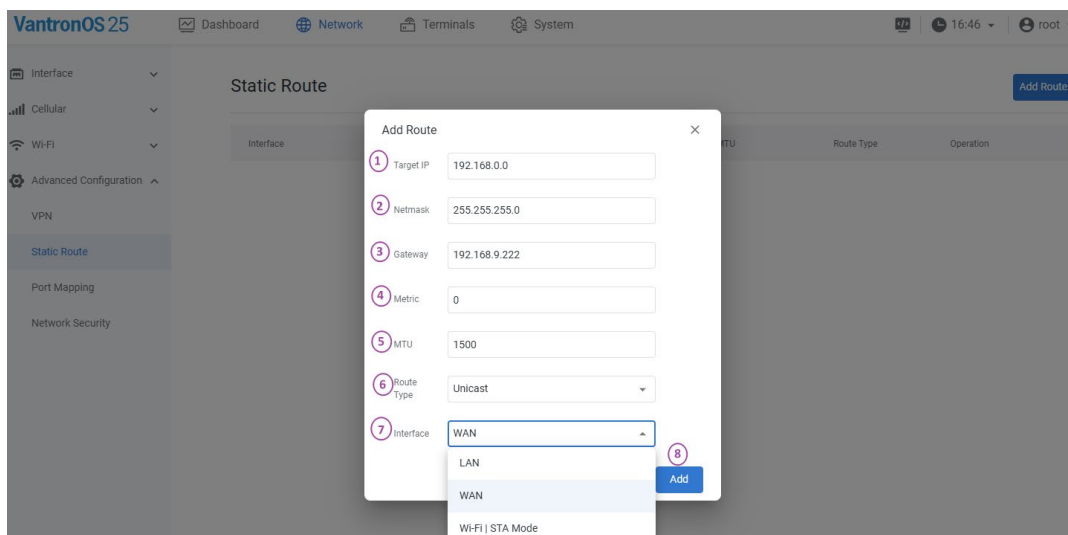 VantronOS 25
Dashboard
Network
Terminals
System
16:46
root
Interface
Cellular
Wi-Fi
Advanced Configuration
VPN
Static Route
Port Mapping
Network Security
Static Route
Add Route
Interface
Route Type
Operation
Add Route
1 Target IP 192.168.0.0
2 Netmask 255.255.255.0
3 Gateway 192.168.9.222
4 Metric 0
5 MTU 1500
6 Route
Type
Unicast
7 Interface WAN
LAN
WAN
Wi-Fi | STA Mode
8
Add